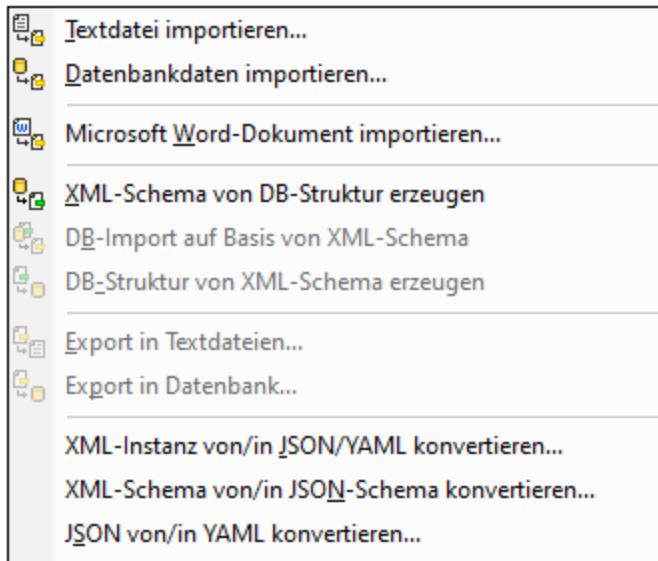 Textdatei importieren...
Datenbankdaten importieren...
Microsoft Word-Dokument importieren...
XML-Schema von DB-Struktur erzeugen
DB-Import auf Basis von XML-Schema
DB-Struktur von XML-Schema erzeugen
Export in Textdateien...
Export in Datenbank...
XML-Instanz von/in JSON/YAML konvertieren...
XML-Schema von/in JSON-Schema konvertieren...
JSON von/in YAML konvertieren...